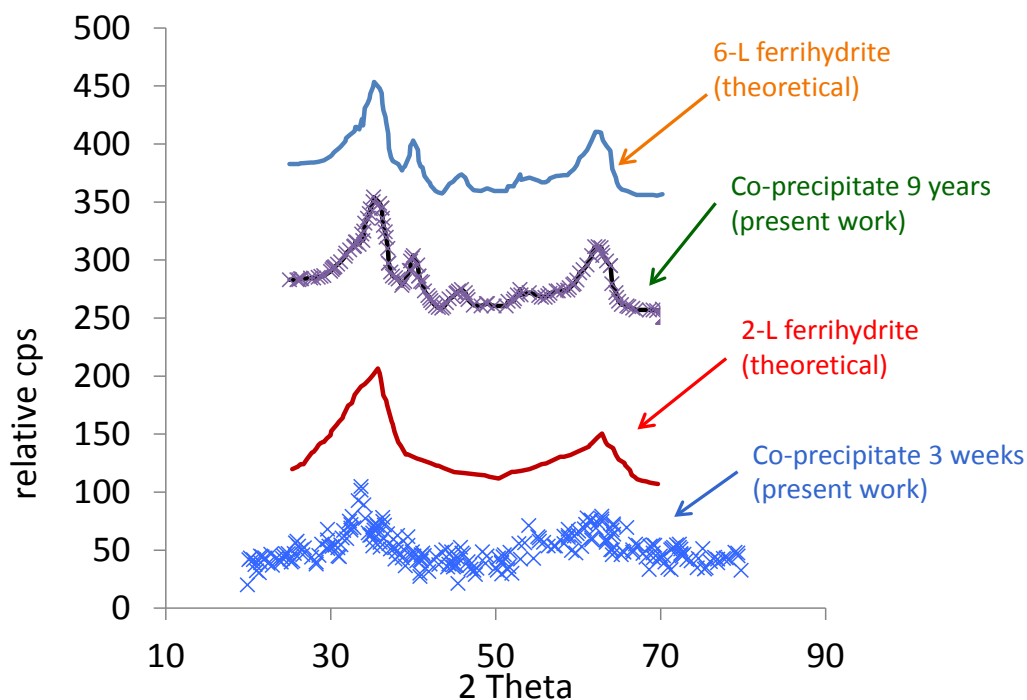 500
450
400
350
300
250
200
150
100
50
0
relative cps
10
30
50
70
90
2 Theta
6-L ferrihydrite
(theoretical)
Co-precipitate 9 years
(present work)
2-L ferrihydrite
(theoretical)
Co-precipitate 3 weeks
(present work)